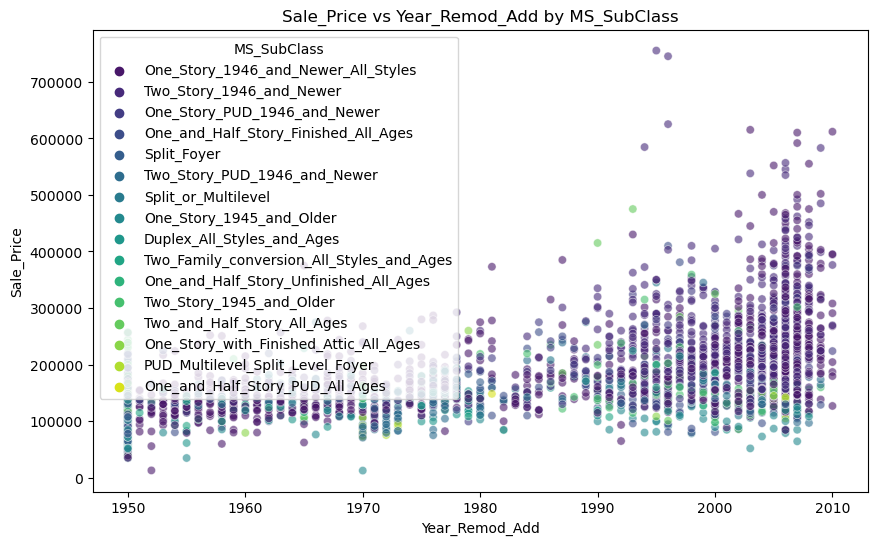 Sale_Price vs Year_Remod_Add by MS_SubClass
MS_SubClass
One_Story_1946_and_Newer_All_Styles
Two_Story_1946_and_Newer
One_Story_PUD_1946_and_Newer
One_and_Half_Story_Finished_All_Ages
Split_Foyer
Two_Story_PUD_1946_and_Newer
Split_or_Multilevel
One_Story_1945_and_Older
Duplex_All_Styles_and_Ages
Two_Family_conversion_All_Styles_and_Ages
One_and_Half_Story_Unfinished_All_Ages
Two_Story_1945_and_Older
Two_and_Half_Story_All_Ages
One_Story_with_Finished_Attic_All_Ages
PUD_Multilevel_Split_Level_Foyer
One_and_Half_Story_PUD_All_Ages
Sale_Price
700000
600000
500000
400000
300000
200000
100000
0
1950 1960 1970 1980 1990 2000 2010
Year_Remod_Add